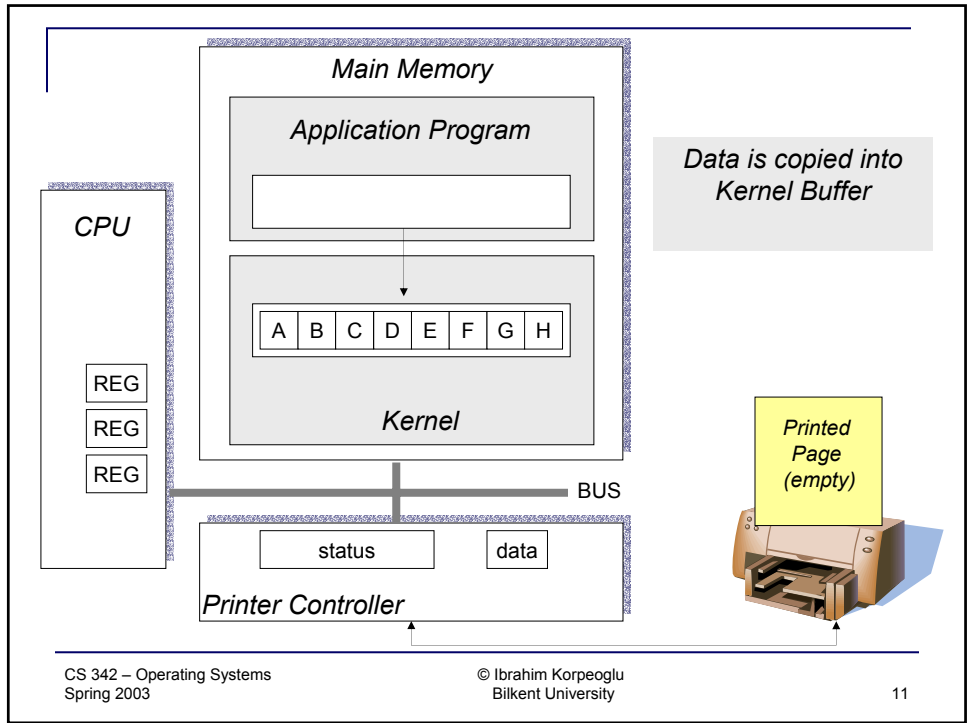 Main Memory
Application Program
Data is copied into
Kernel Buffer
CPU
A B C D E F G H
REG
REG
REG
Kernel
Printed
Page
(empty)
BUS
status data
Printer Controller
CS 342 – Operating Systems
Spring 2003
© Ibrahim Korpeoglu
Bilkent University
11